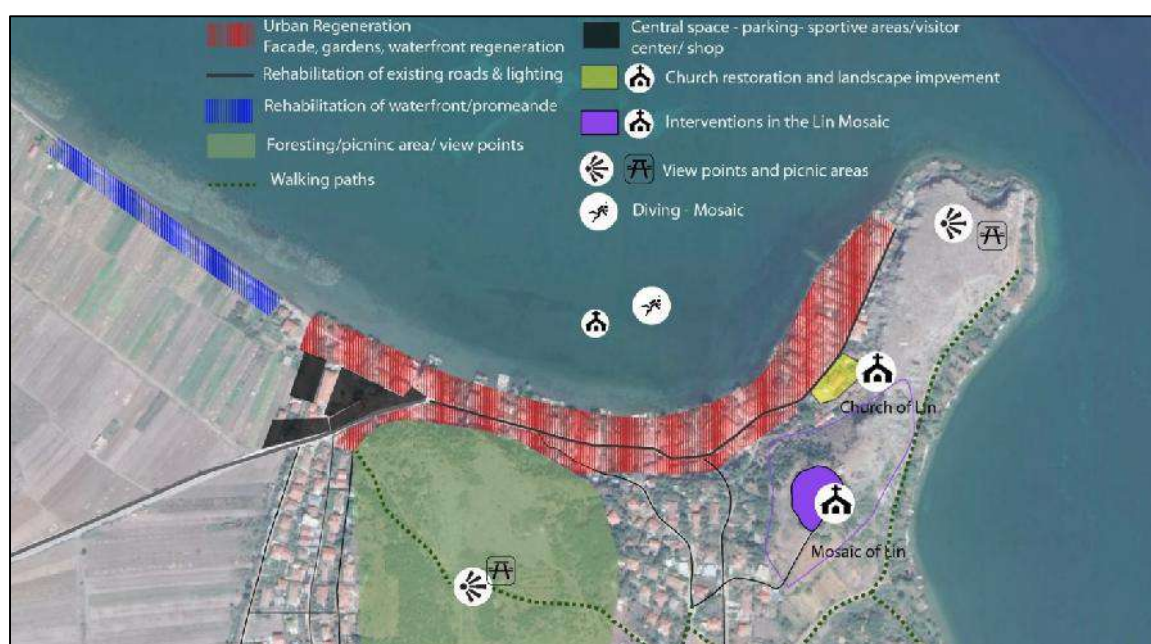 Urban Regeneration
Facade, gardens, waterfront regeneration
Rehabilitation of existing roads & lighting
Rehabilitation of waterfront/promeande
Foresting/picninc area/ view points
Walking paths
Central space - parking- sportive areas/visitor
center/ shop
Church restoration and landscape impvement
Interventions in the Lin Mosaic
View points and picnic areas
Diving - Mosaic
Church of Lin
Mosaic of Lin